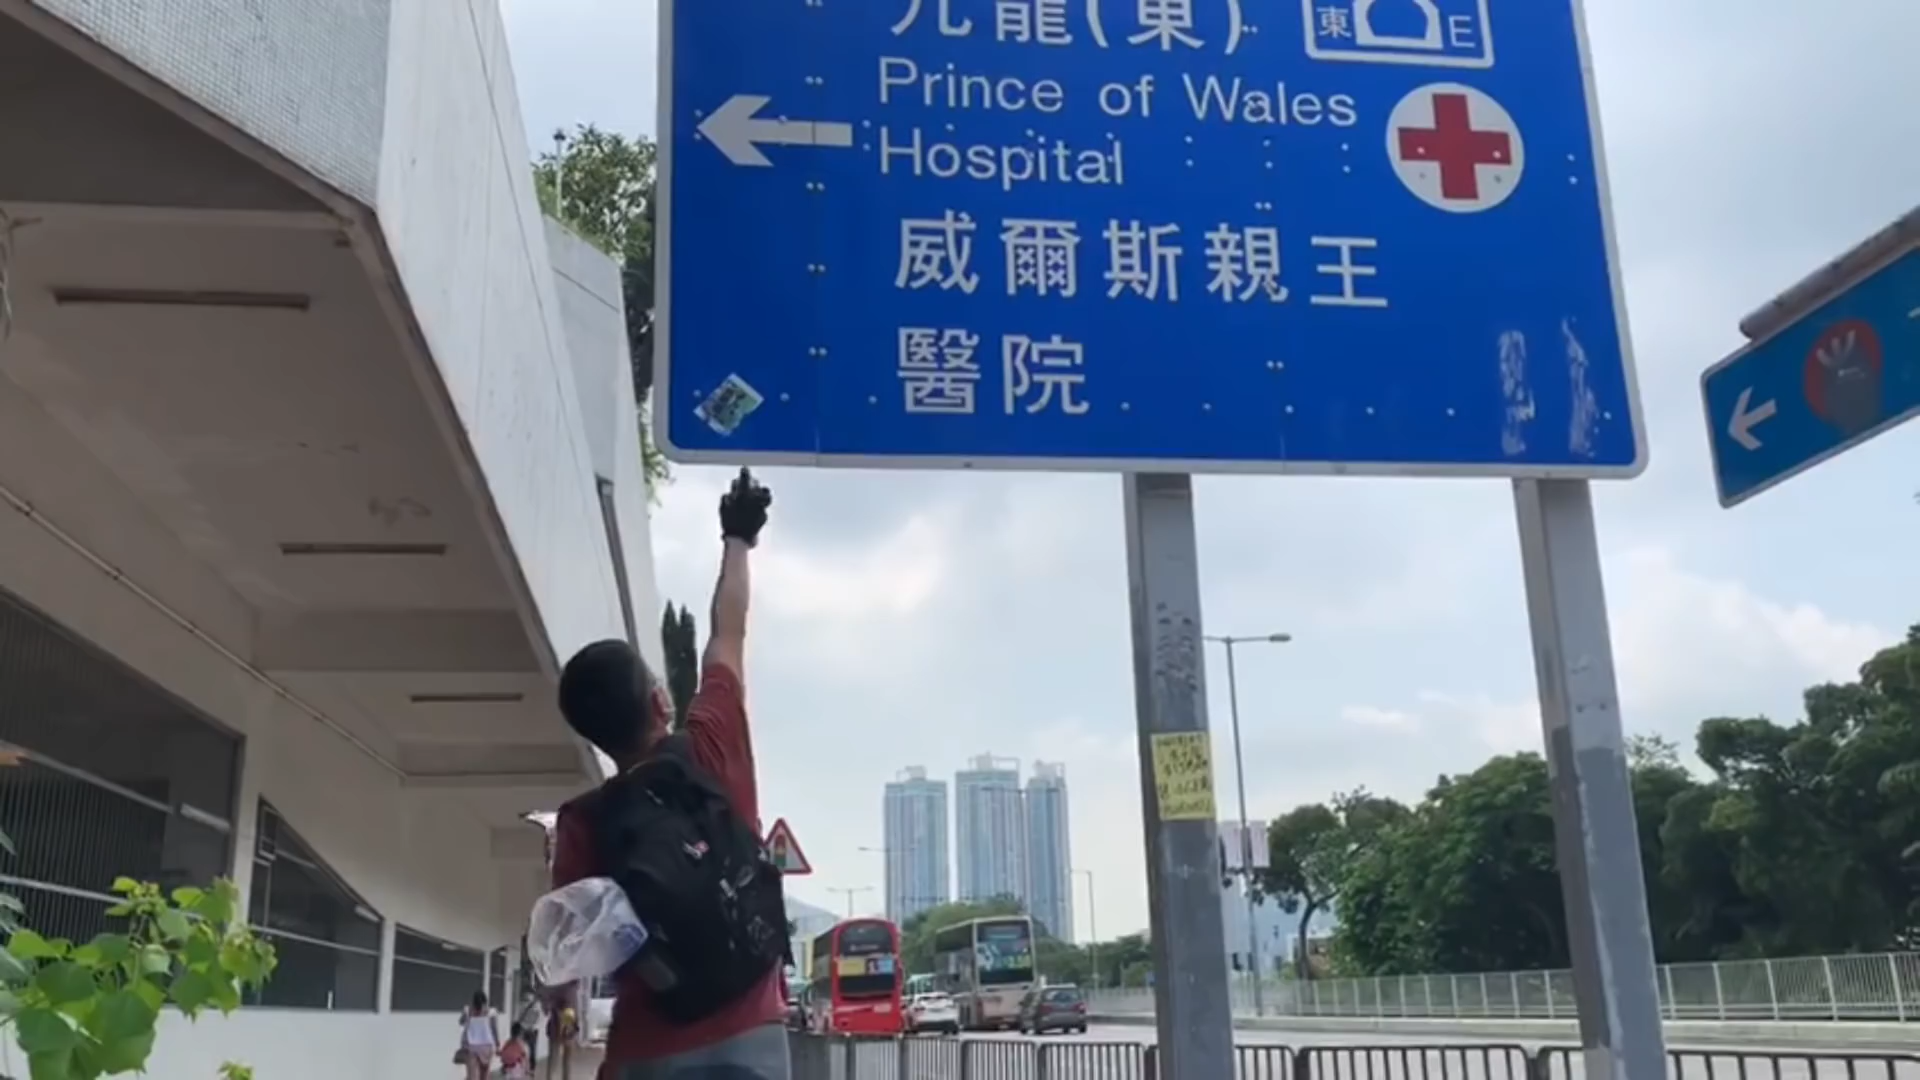 九龍(東)
東 E
Prince of Wales
Hospital
威爾斯親王
醫院